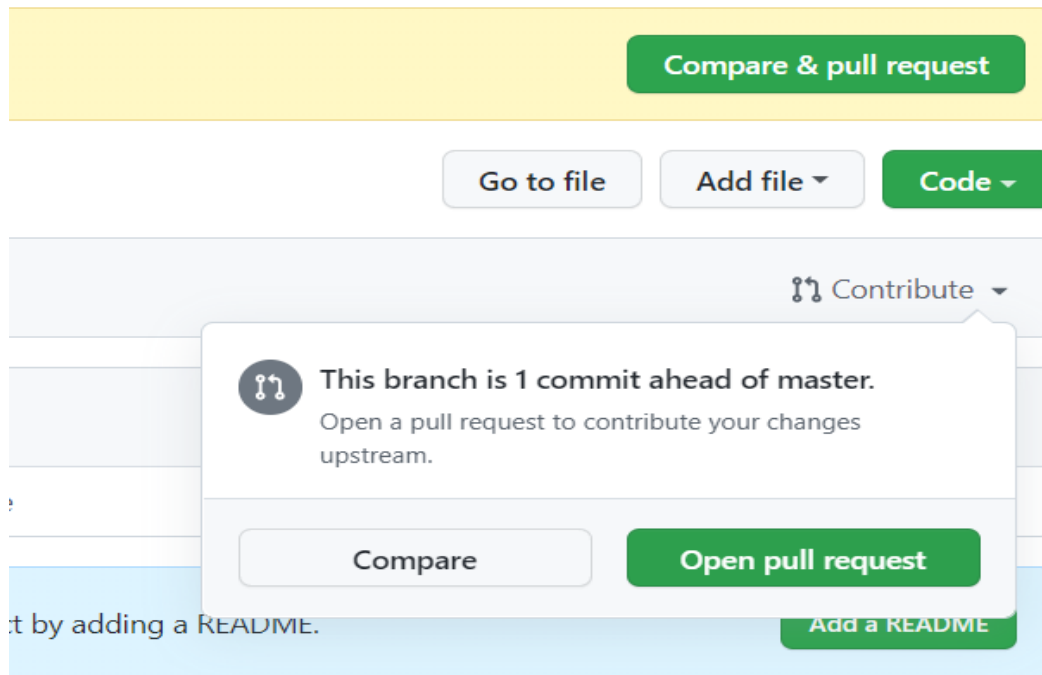 Compare & pull request
Go to file
Add file
Code
Contribute
This branch is 1 commit ahead of master.
Open a pull request to contribute your changes
upstream.
Compare
Open pull request
by adding a README.
Add a README